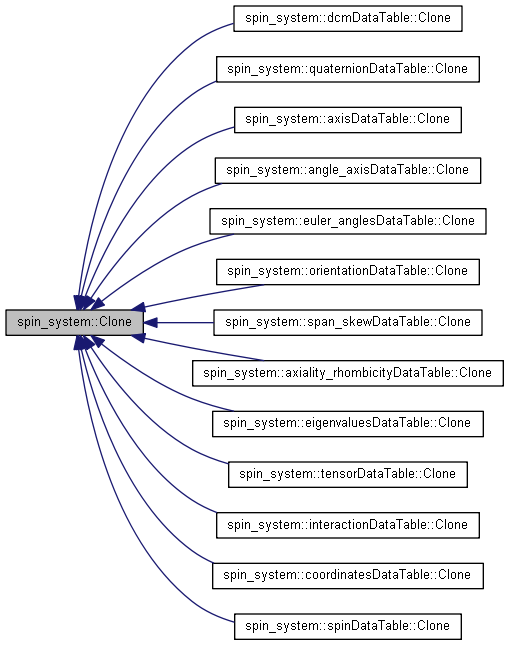 spin_system::dcmDataTable::Clone
spin_system::quaternionDataTable::Clone
spin_system::axisDataTable::Clone
spin_system::angle_axisDataTable::Clone
spin_system::euler_anglesDataTable::Clone
spin_system::orientationDataTable::Clone
spin_system::Clone
spin_system::span_skewDataTable::Clone
spin_system::axiality_rhombicityDataTable::Clone
spin_system::eigenvaluesDataTable::Clone
spin_system::tensorDataTable::Clone
spin_system::interactionDataTable::Clone
spin_system::coordinatesDataTable::Clone
spin_system::spinDataTable::Clone